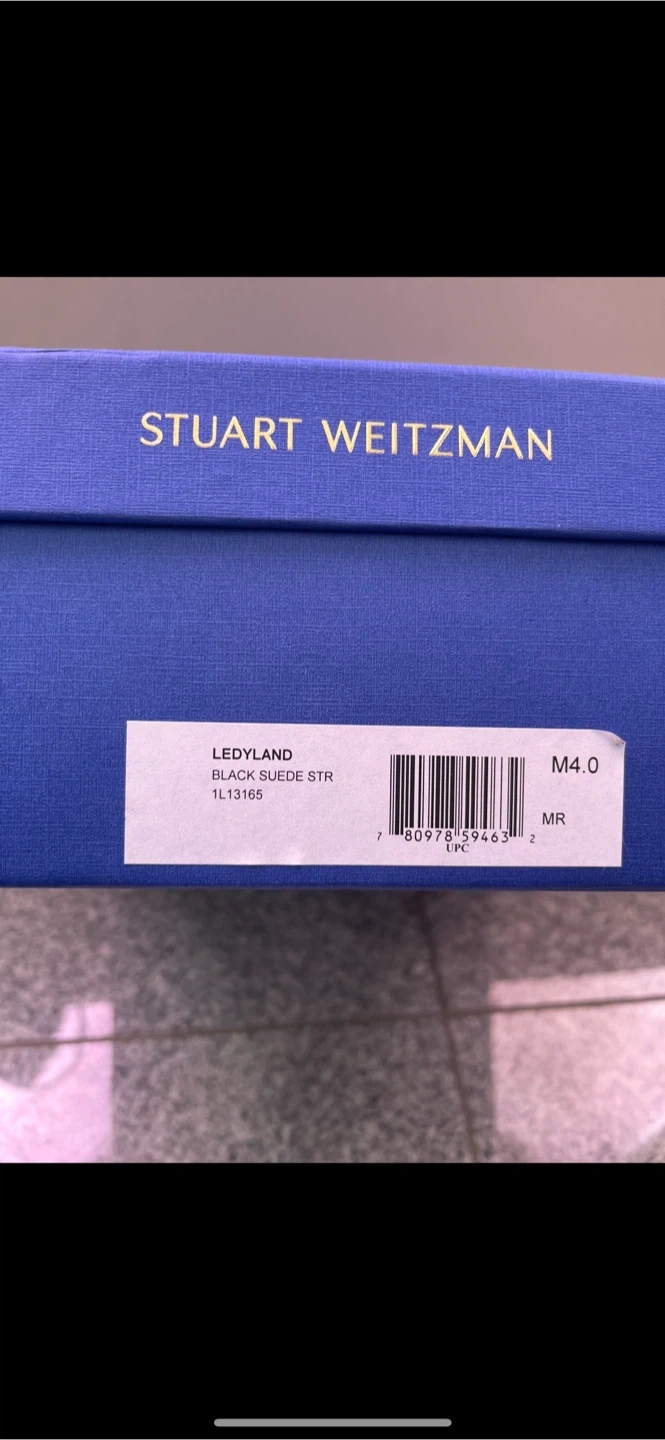 STUART WEITZMAN
LEDYLAND
BLACK SUEDE STR
1L13165
M4.0
MR
7 80978 59463 2
UPC